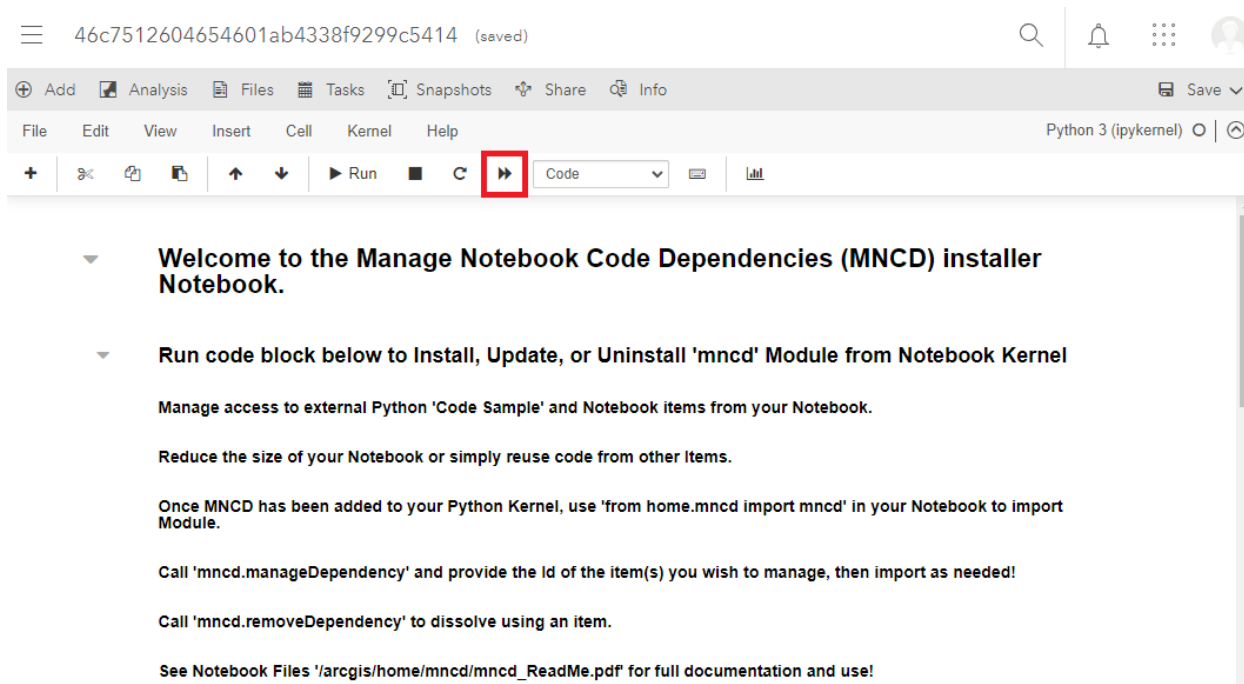 46c7512604654601ab4338f9299c5414 (saved)
Add Analysis Files Tasks Snapshots Share Info Save
File Edit View Insert Cell Kernel Help Python 3 (ipykernel)
Run Code
Welcome to the Manage Notebook Code Dependencies (MNCD) installer
Notebook.
Run code block below to Install, Update, or Uninstall 'mncd' Module from Notebook Kernel
Manage access to external Python 'Code Sample' and Notebook items from your Notebook.
Reduce the size of your Notebook or simply reuse code from other Items.
Once MNCD has been added to your Python Kernel, use 'from home.mncd import mncd' in your Notebook to import
Module.
Call 'mncd.manageDependency' and provide the Id of the item(s) you wish to manage, then import as needed!
Call 'mncd.removeDependency' to dissolve using an item.
See Notebook Files '/arcgis/home/mncd/mncd_ReadMe.pdf' for full documentation and use!